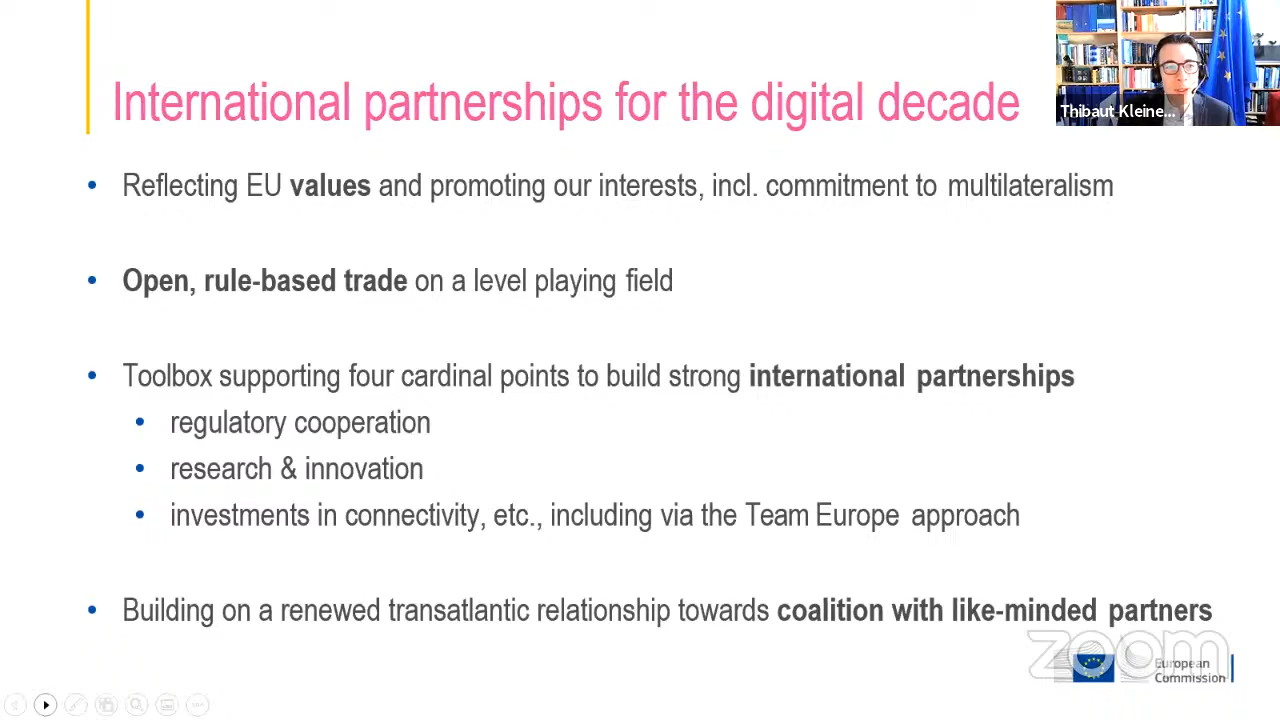 International partnerships for the digital decade
Thibaut Kleine...
• Reflecting EU values and promoting our interests, incl. commitment to multilateralism
• Open, rule-based trade on a level playing field
• Toolbox supporting four cardinal points to build strong international partnerships
• regulatory cooperation
• research & innovation
• investments in connectivity, etc., including via the Team Europe approach
• Building on a renewed transatlantic relationship towards coalition with like-minded partners
zoom
European
Commission